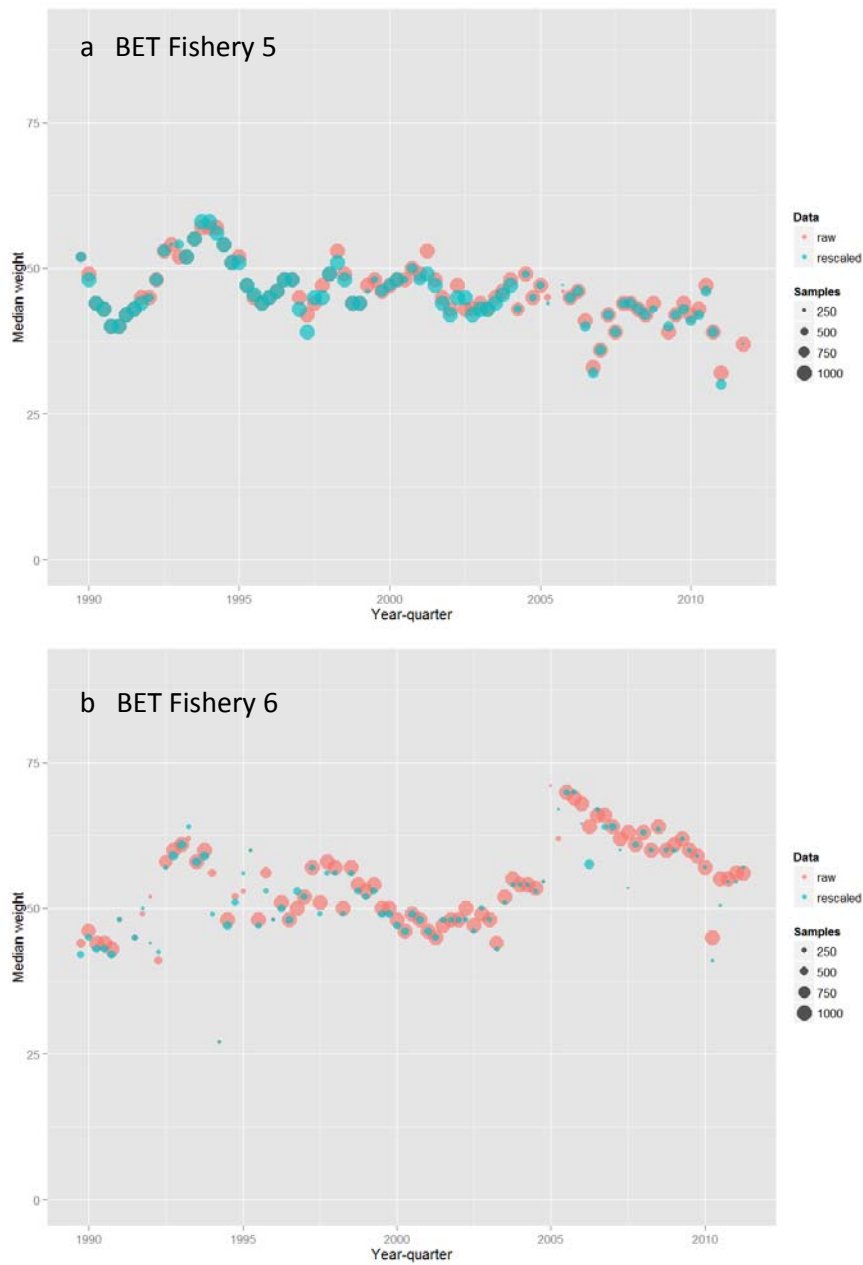 a BET Fishery 5
75
50
25
0
Median weight
1990
1995
2000
2005
2010
Year-quarter
Data
raw
rescaled
Samples
250
500
750
1000
b BET Fishery 6
75
50
25
0
Median weight
1990
1995
2000
2005
2010
Year-quarter
Data
raw
rescaled
Samples
250
500
750
1000